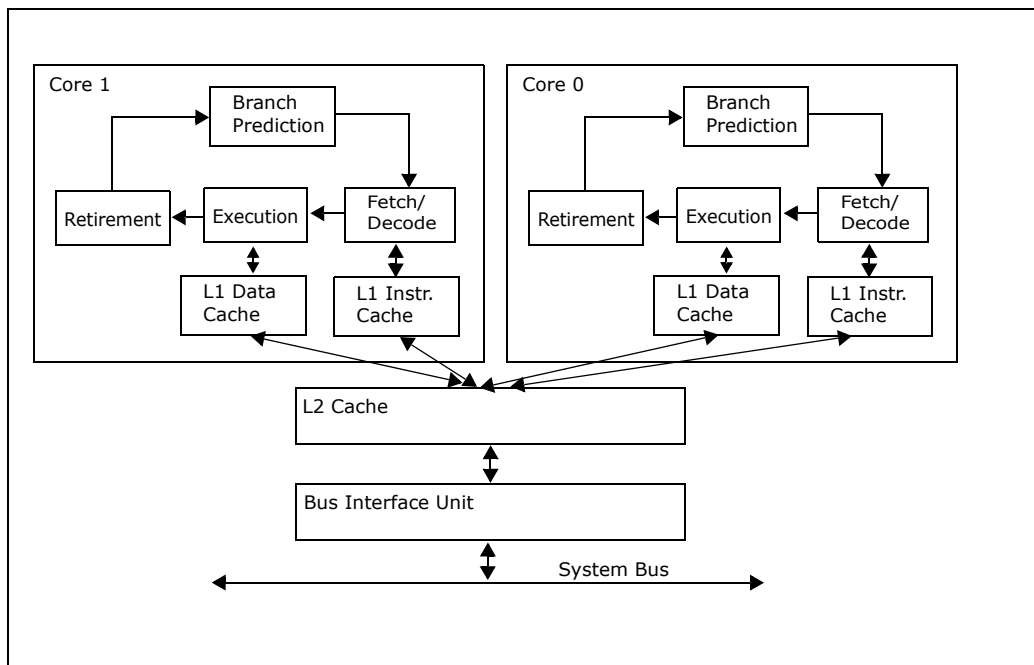 Core 1
Branch
Prediction
Retirement
Execution
Fetch/
Decode
L1 Data
Cache
L1 Instr.
Cache
Core 0
Branch
Prediction
Retirement
Execution
Fetch/
Decode
L1 Data
Cache
L1 Instr.
Cache
L2 Cache
Bus Interface Unit
System Bus